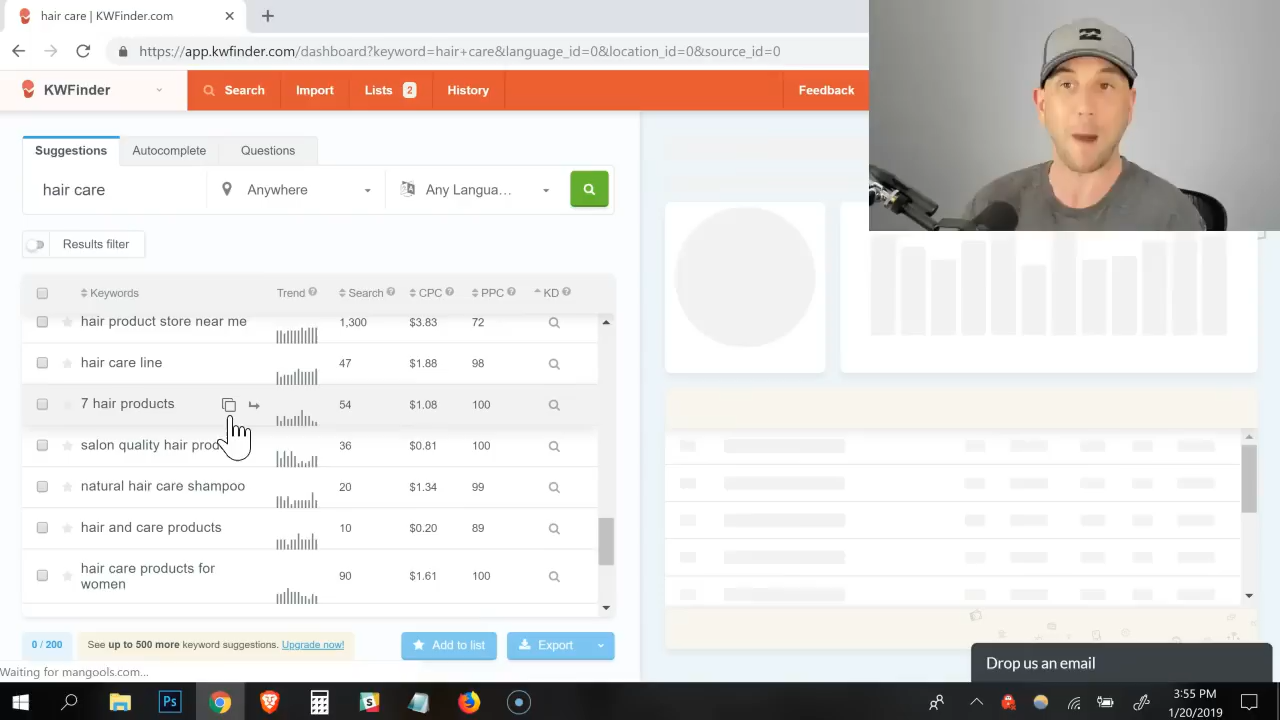 hair care | KWFinder.com
https://app.kwfinder.com/dashboard?keyword=hair+care&language_id=0&location_id=0&source_id=0
KWFinder
Search
Import
Lists 2
History
Feedback
Suggestions
Autocomplete
Questions
hair care
Anywhere
Any Langua...
Results filter
Keywords Trend Search CPC PPC KD
hair product store near me 1,300 $3.83 72
hair care line 47 $1.88 98
7 hair products 54 $1.08 100
salon quality hair prod 36 $0.81 100
natural hair care shampoo 20 $1.34 99
hair and care products 10 $0.20 89
hair care products for
women 90 $1.61 100
0 / 200
See up to 500 more keyword suggestions. Upgrade now!
Add to list
Export
Waiting for mangools.com...
Drop us an email
Ps
3:55 PM
1/20/2019